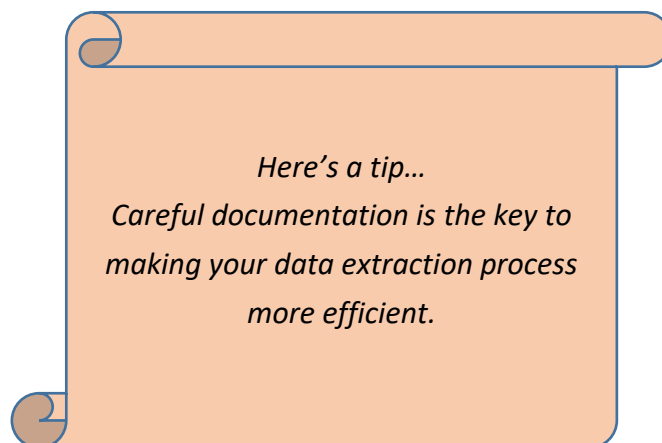 Here’s a tip…
Careful documentation is the key to
making your data extraction process
more efficient.